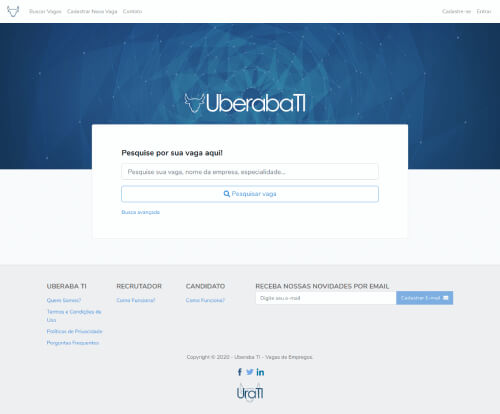 Buscar Vagas Cadastrar Nova Vaga Contato Cadastre-se Entrar
UberabaTI
Pesquise por sua vaga aqui!
Pesquise sua vaga, nome da empresa, especialidade...
Pesquisar vaga
Busca avançada
UBERABA TI
Quem Somos?
Termos e Condições de
Uso
Políticas de Privacidade
Perguntas Frequentes
RECRUTADOR
Como Funciona?
CANDIDATO
Como Funciona?
RECEBA NOSSAS NOVIDADES POR EMAIL
Digite seu e-mail Cadastrar E-mail
Copyright © 2020 - Uberaba TI - Vagas de Empregos.
UraTI